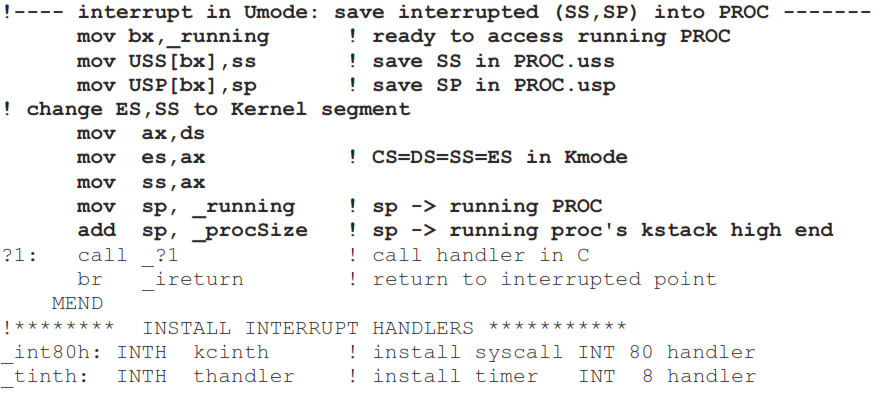 !---- interrupt in Umode: save interrupted (SS,SP) into PROC -------
      mov bx,_running      ! ready to access running PROC
      mov USS[bx],ss       ! save SS in PROC.uss
      mov USP[bx],sp       ! save SP in PROC.usp
! change ES,SS to Kernel segment
      mov  ax,ds
      mov  es,ax           ! CS=DS=SS=ES in Kmode
      mov  ss,ax
      mov  sp, _running    ! sp -> running PROC
      add  sp, _procSize   ! sp -> running proc's kstack high end
?1:   call _?1             ! call handler in C
      br   _ireturn        ! return to interrupted point
    MEND
!********  INSTALL INTERRUPT HANDLERS ***********
_int80h: INTH  kcinth      ! install syscall INT 80 handler
_tinth:  INTH  thandler    ! install timer   INT  8 handler